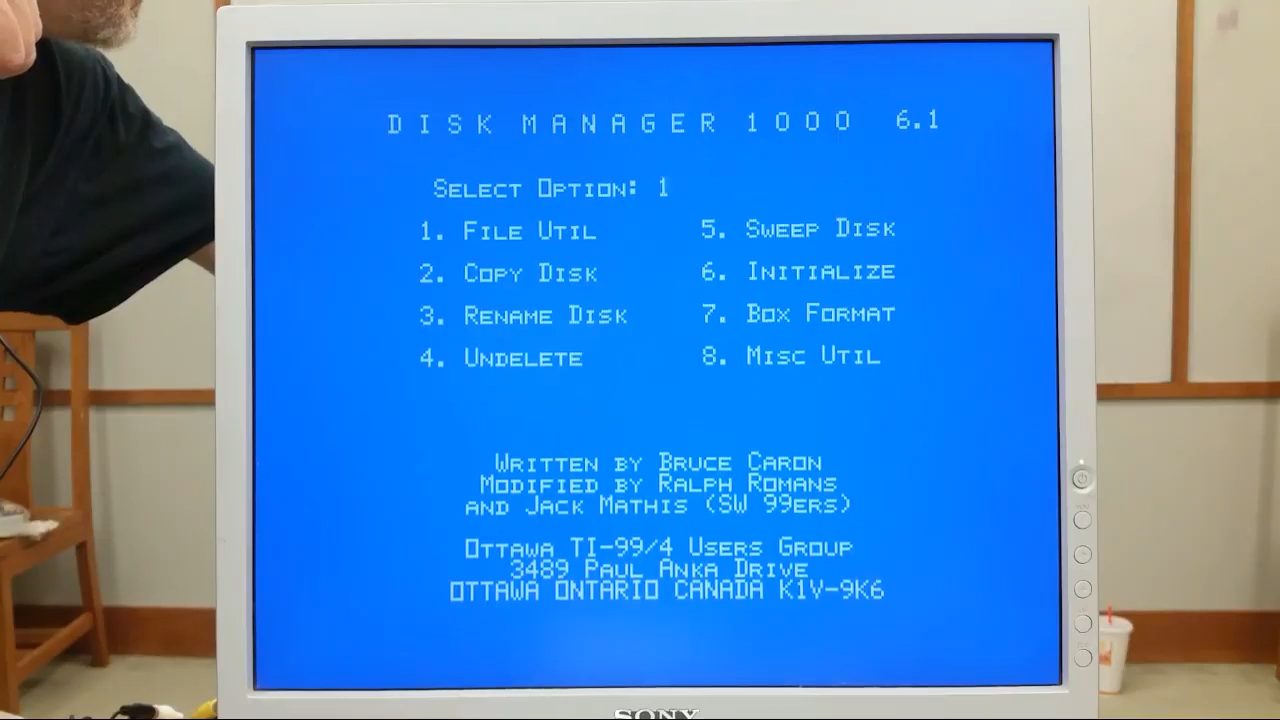 DISK MANAGER 1000 6.1
SELECT OPTION: 1
1. FILE UTIL 5. SWEEP DISK
2. COPY DISK 6. INITIALIZE
3. RENAME DISK 7. BOX FORMAT
4. UNDELETE 8. MISC UTIL
WRITTEN BY BRUCE CARON
MODIFIED BY RALPH ROMANS
AND JACK MATHIS (SW 99ERS)
OTTAWA TI-99/4 USERS GROUP
3489 PAUL ANKA DRIVE
OTTAWA ONTARIO CANADA K1V-9K6
SONY